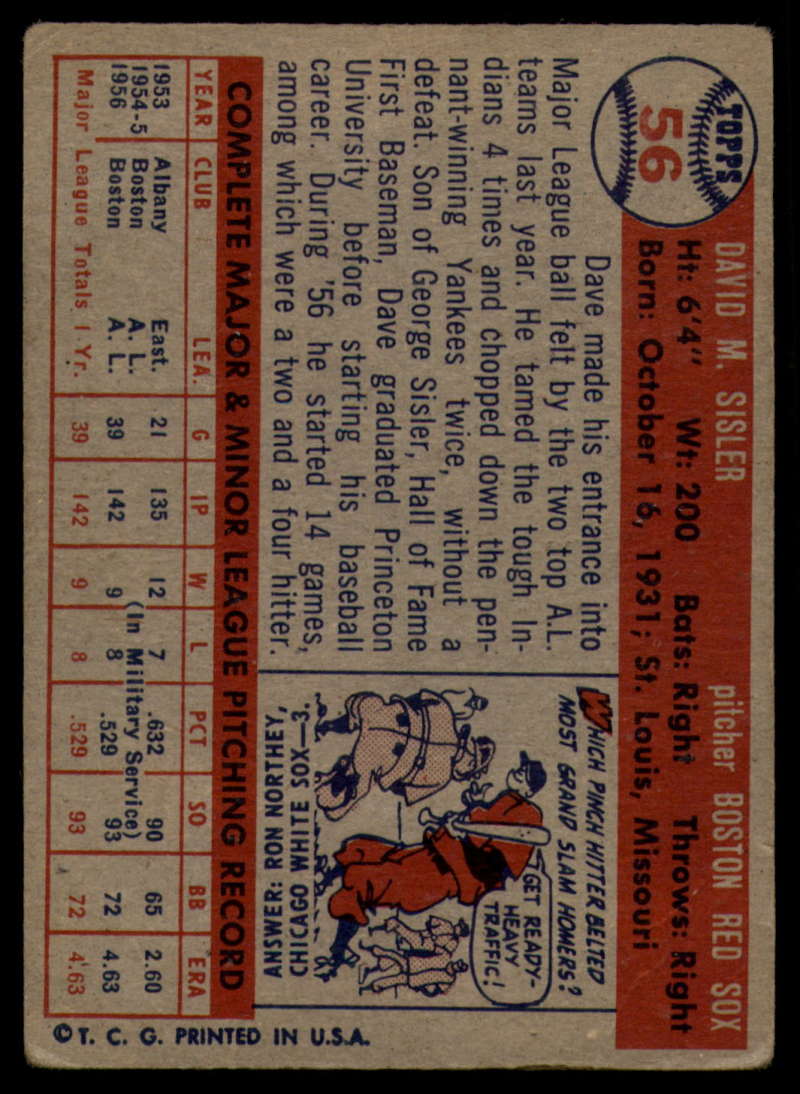 TOPPS
56
DAVID M. SISLER pitcher BOSTON RED SOX
Ht: 6'4" Wt: 200 Bats: Right Throws: Right
Born: October 16, 1931; St. Louis, Missouri
Dave made his entrance into
Major League ball felt by the two top A.L.
teams last year. He tamed the tough In-
dians 4 times and chopped down the pen-
nant-winning Yankees twice, without a
defeat. Son of George Sisler, Hall of Fame
First Baseman, Dave graduated Princeton
University before starting his baseball
career. During '56 he started 14 games,
among which were a two and a four hitter.
WHICH PINCH HITTER BELTED
MOST GRAND SLAM HOMERS?
GET READY-
HEAVY
TRAFFIC!
ANSWER: RON NORTHEY,
CHICAGO WHITE SOX—3.
COMPLETE MAJOR & MINOR LEAGUE PITCHING RECORD
YEAR CLUB LEA. G IP W L PCT SO BB ERA
1953 Albany East. 21 135 12 7 .632 90 65 2.60
1954-5 Boston A. L. (In Military Service)
1956 Boston A. L. 39 142 9 8 .529 93 72 4.63
Major League Totals 1 Yr. 39 142 9 8 .529 93 72 4.63
© T. C. G. PRINTED IN U.S.A.